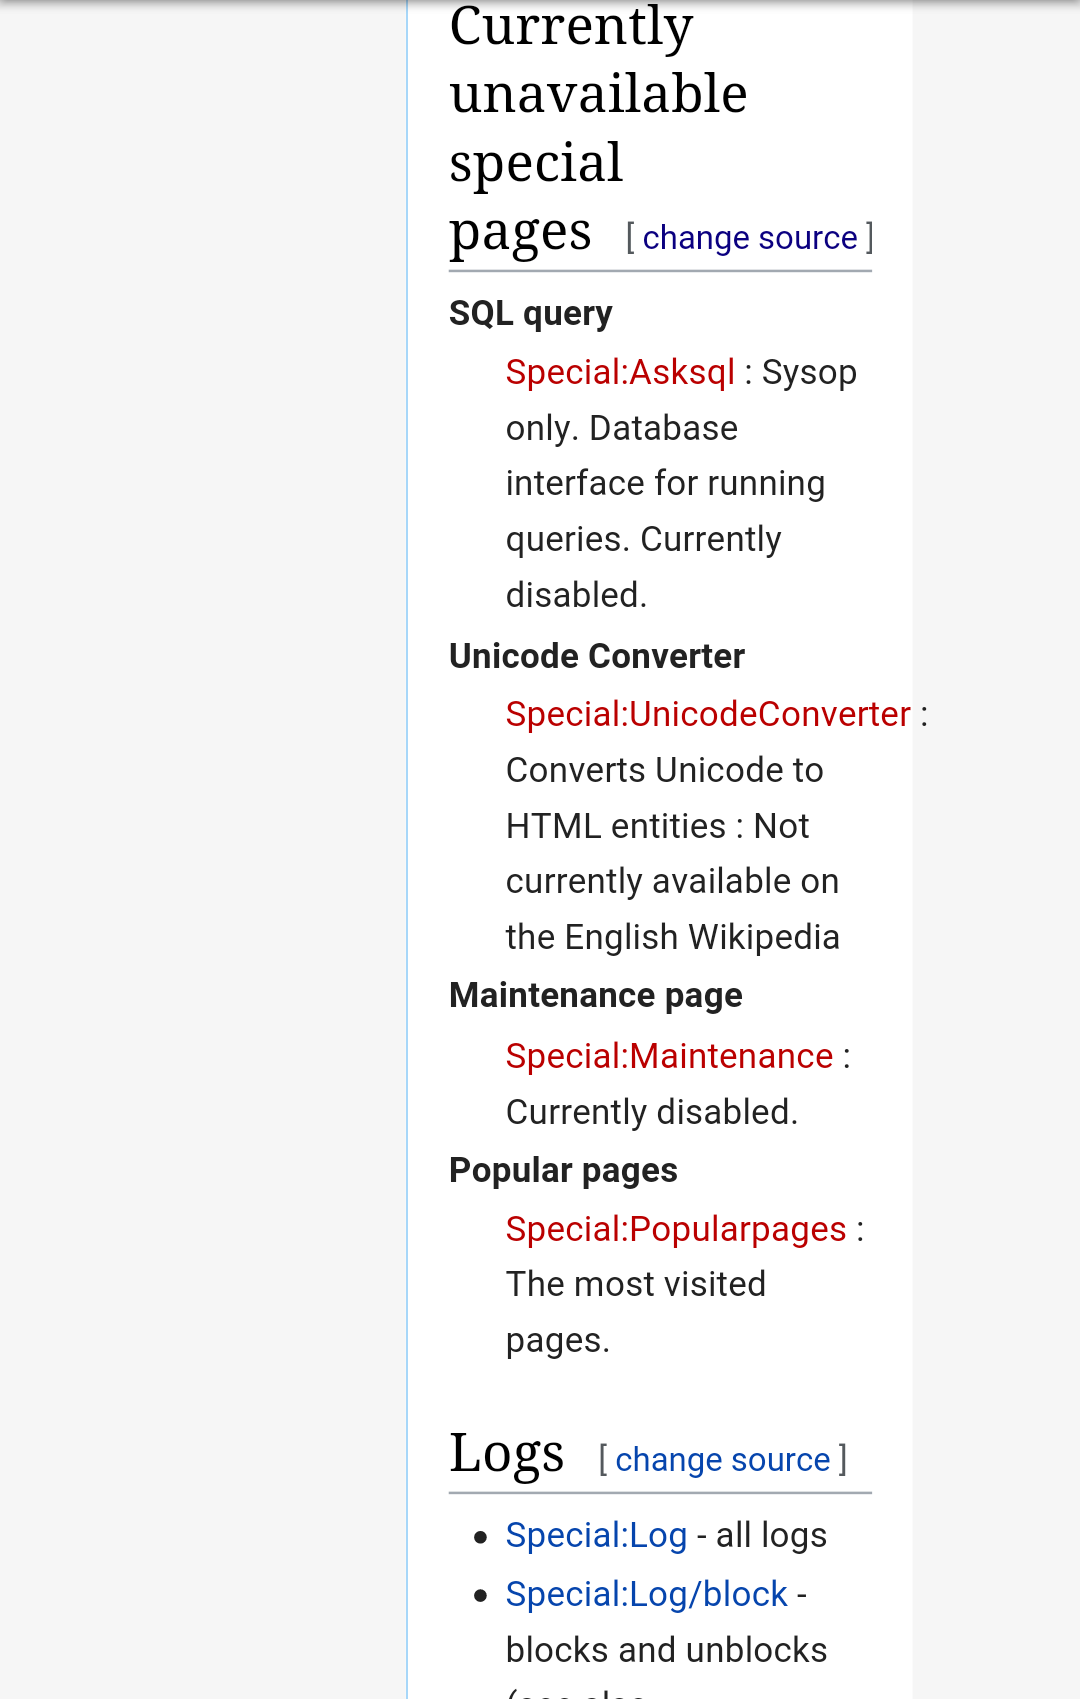 Currently
unavailable
special
pages [ change source ]
SQL query
Special:Asksql : Sysop
only. Database
interface for running
queries. Currently
disabled.
Unicode Converter
Special:UnicodeConverter :
Converts Unicode to
HTML entities : Not
currently available on
the English Wikipedia
Maintenance page
Special:Maintenance :
Currently disabled.
Popular pages
Special:Popularpages :
The most visited
pages.
Logs [ change source ]
• Special:Log - all logs
• Special:Log/block -
blocks and unblocks
(see also